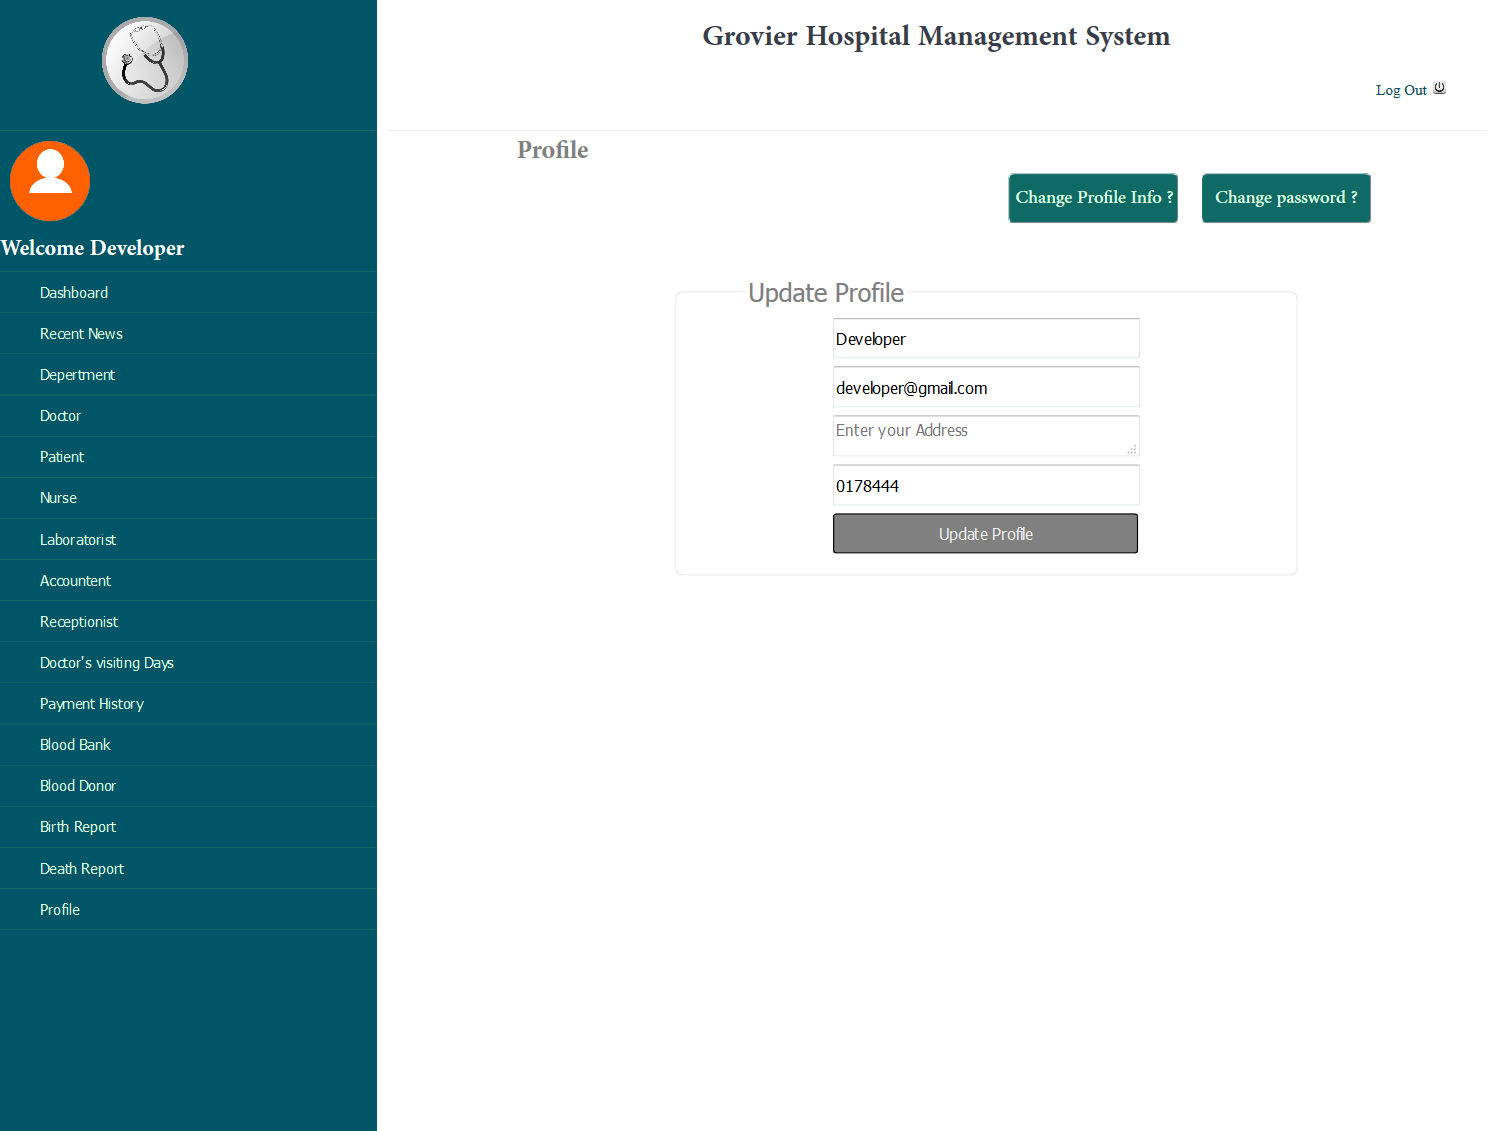 Grovier Hospital Management System
Log Out
Welcome Developer
Dashboard
Recent News
Depertment
Doctor
Patient
Nurse
Laboratorist
Accountent
Receptionist
Doctor's visiting Days
Payment History
Blood Bank
Blood Donor
Birth Report
Death Report
Profile
Profile
Change Profile Info ?
Change password ?
Update Profile
Developer
developer@gmail.com
Enter your Address
0178444
Update Profile